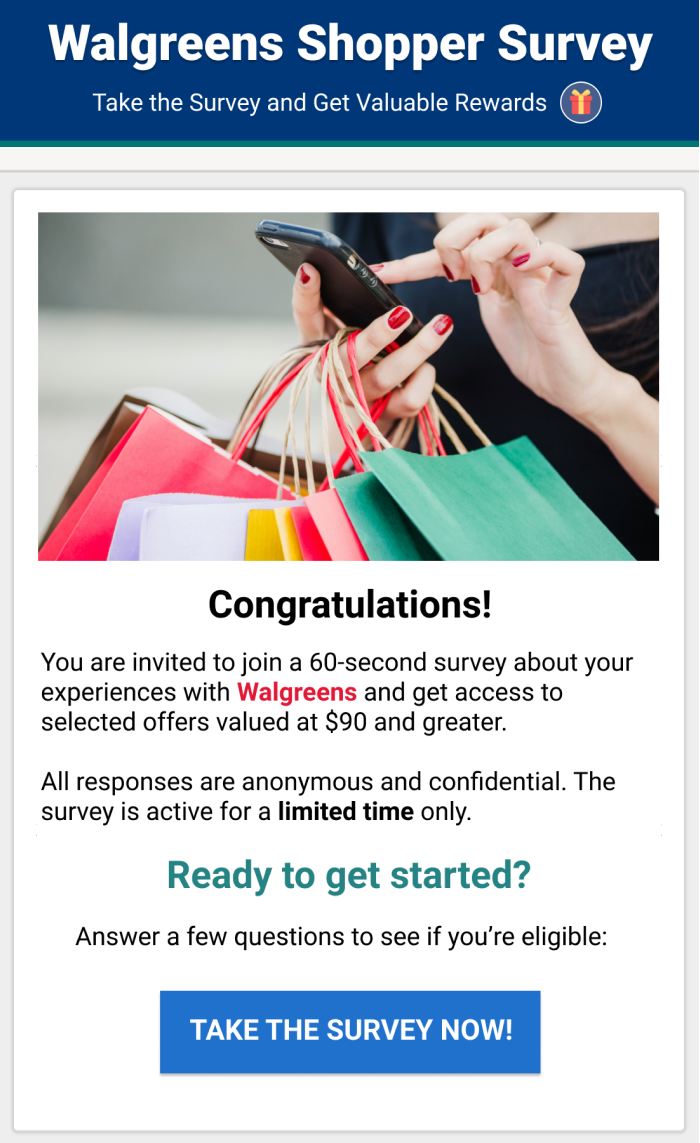 Walgreens Shopper Survey
Take the Survey and Get Valuable Rewards
Congratulations!
You are invited to join a 60-second survey about your
experiences with Walgreens and get access to
selected offers valued at $90 and greater.
All responses are anonymous and confidential. The
survey is active for a limited time only.
Ready to get started?
Answer a few questions to see if you’re eligible:
TAKE THE SURVEY NOW!